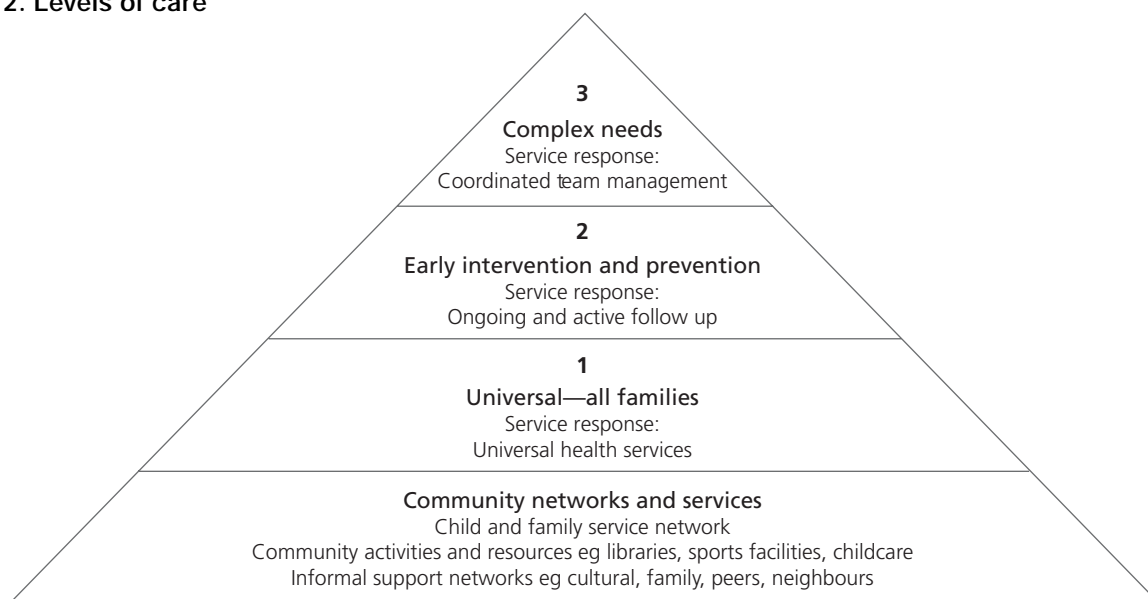 2. Levels of care
3
Complex needs
Service response:
Coordinated team management
2
Early intervention and prevention
Service response:
Ongoing and active follow up
1
Universal—all families
Service response:
Universal health services
Community networks and services
Child and family service network
Community activities and resources eg libraries, sports facilities, childcare
Informal support networks eg cultural, family, peers, neighbours